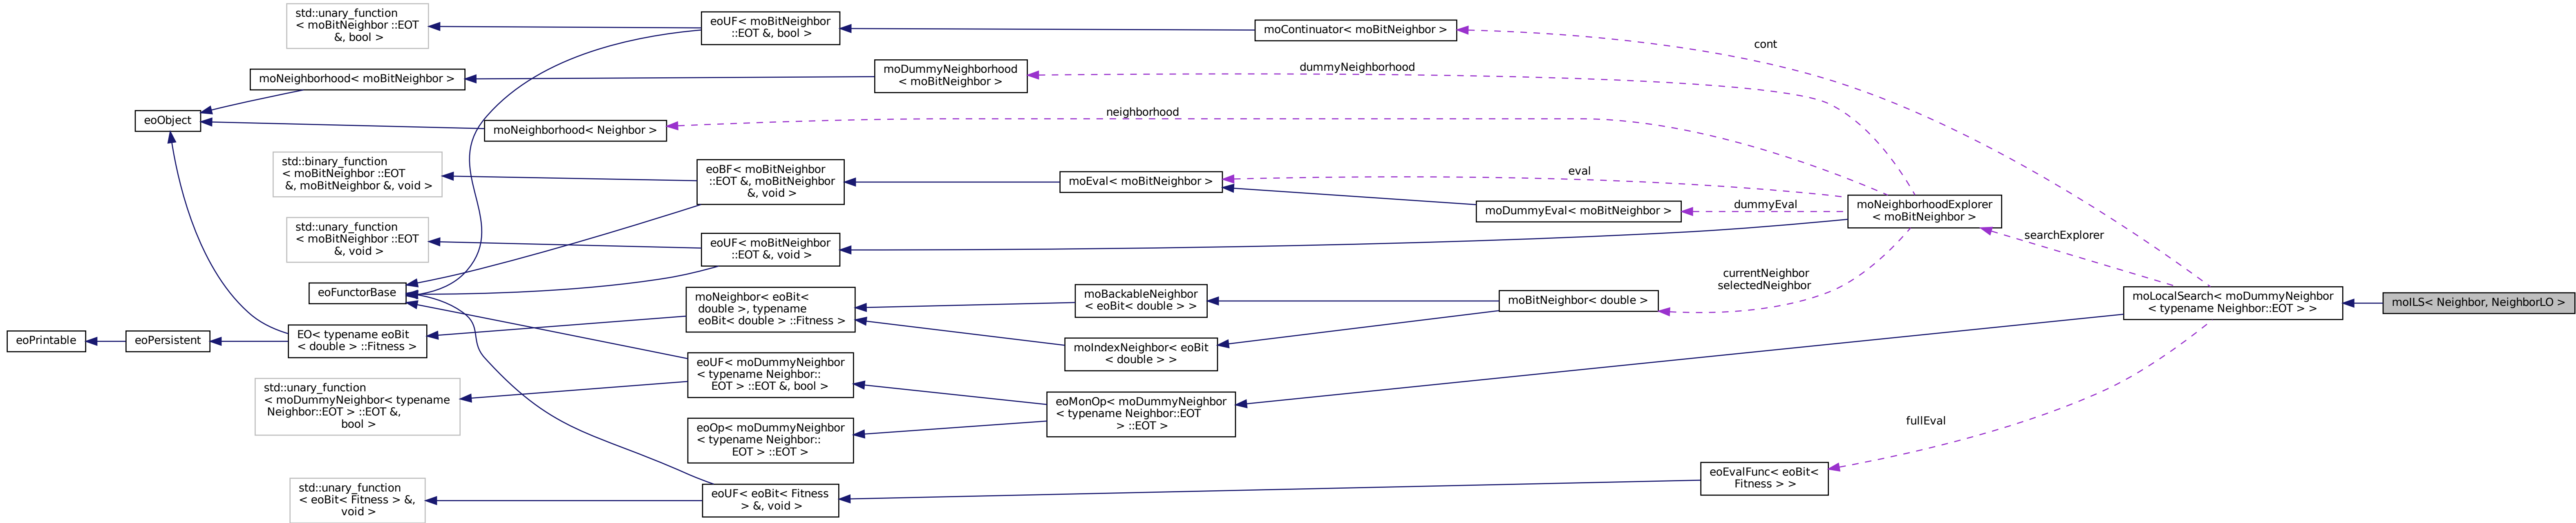 std::unary_function
< moBitNeighbor ::EOT
&, bool >
eoUF< moBitNeighbor
::EOT &, bool >
moContinuator< moBitNeighbor >
cont
moNeighborhood< moBitNeighbor >
moDummyNeighborhood
< moBitNeighbor >
dummyNeighborhood
eoObject
moNeighborhood< Neighbor >
neighborhood
std::binary_function
< moBitNeighbor ::EOT
&, moBitNeighbor &, void >
eoBF< moBitNeighbor
::EOT &, moBitNeighbor
&, void >
moEval< moBitNeighbor >
eval
moDummyEval< moBitNeighbor >
dummyEval
moNeighborhoodExplorer
< moBitNeighbor >
std::unary_function
< moBitNeighbor ::EOT
&, void >
eoUF< moBitNeighbor
::EOT &, void >
searchExplorer
eoFunctorBase
moNeighbor< eoBit<
double >, typename
eoBit< double > ::Fitness >
moBackableNeighbor
< eoBit< double > >
moBitNeighbor< double >
currentNeighbor
selectedNeighbor
moLocalSearch< moDummyNeighbor
< typename Neighbor::EOT > >
moILS< Neighbor, NeighborLO >
eoPrintable
eoPersistent
EO< typename eoBit
< double > ::Fitness >
moIndexNeighbor< eoBit
< double > >
eoUF< moDummyNeighbor
< typename Neighbor::
EOT > ::EOT &, bool >
std::unary_function
< moDummyNeighbor< typename
Neighbor::EOT > ::EOT &,
bool >
eoMonOp< moDummyNeighbor
< typename Neighbor::EOT
> ::EOT >
eoOp< moDummyNeighbor
< typename Neighbor::
EOT > ::EOT >
fullEval
eoEvalFunc< eoBit<
Fitness > >
std::unary_function
< eoBit< Fitness > &,
void >
eoUF< eoBit< Fitness
> &, void >